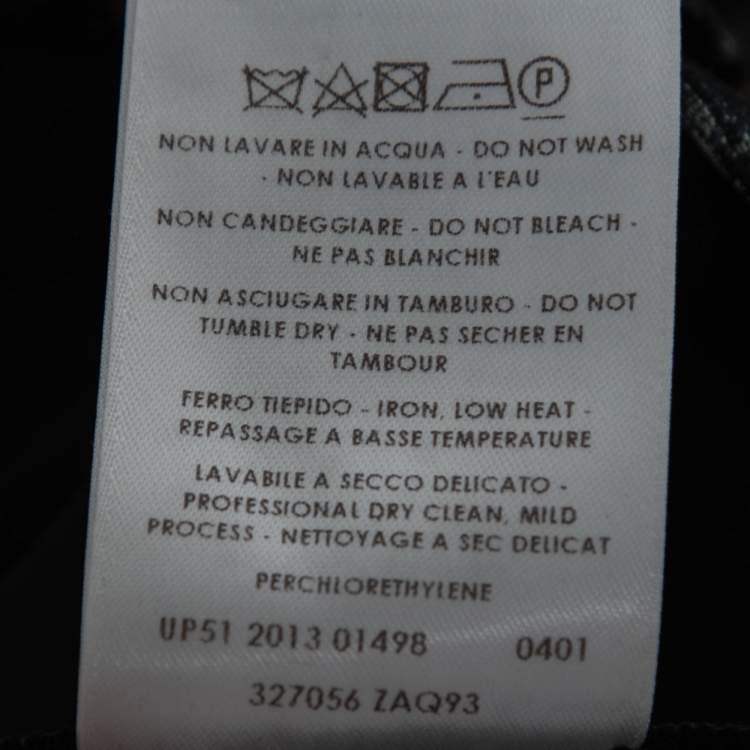 P
NON LAVARE IN ACQUA - DO NOT WASH
- NON LAVABLE A L'EAU
NON CANDEGGIARE - DO NOT BLEACH -
NE PAS BLANCHIR
NON ASCIUGARE IN TAMBURO - DO NOT
TUMBLE DRY - NE PAS SECHER EN
TAMBOUR
FERRO TIEPIDO - IRON, LOW HEAT -
REPASSAGE A BASSE TEMPERATURE
LAVABILE A SECCO DELICATO -
PROFESSIONAL DRY CLEAN, MILD
PROCESS - NETTOYAGE A SEC DELICAT
PERCHLORETHYLENE
UP51 2013 01498 0401
327056 ZAQ93